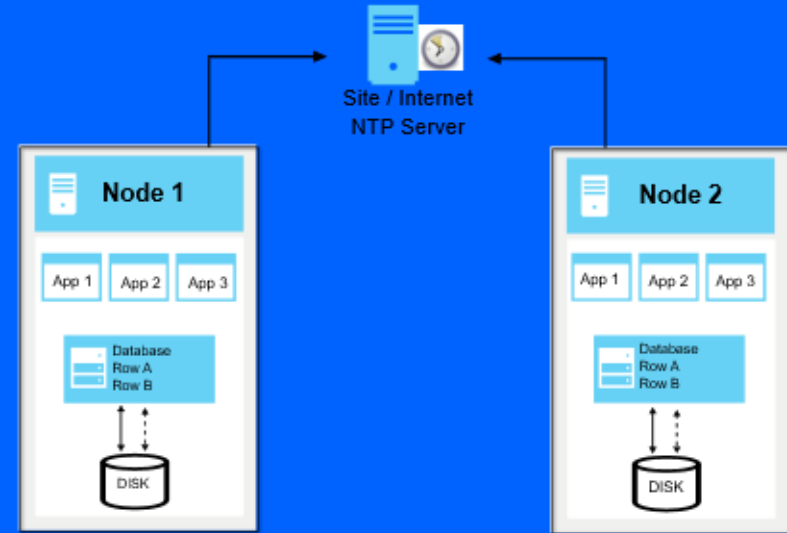 Site / Internet
NTP Server
Node 1
App 1
App 2
App 3
Database
Row A
Row B
DISK
Node 2
App 1
App 2
App 3
Database
Row A
Row B
DISK